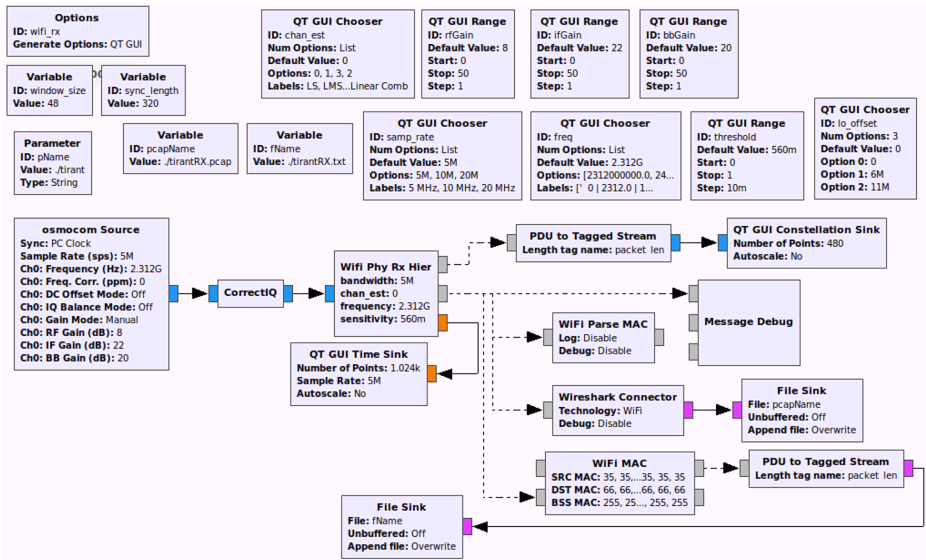 Options
ID: wifi_rx
Generate Options: QT GUI
QT GUI Chooser
ID: chan_est
Num Options: List
Default Value: 0
Options: 0, 1, 3, 2
Labels: LS, LMS...Linear Comb
QT GUI Range
ID: rfGain
Default Value: 8
Start: 0
Stop: 50
Step: 1
QT GUI Range
ID: ifGain
Default Value: 22
Start: 0
Stop: 50
Step: 1
QT GUI Range
ID: bbGain
Default Value: 20
Start: 0
Stop: 50
Step: 1
Variable
ID: window_size
Value: 48
Variable
ID: sync_length
Value: 320
Parameter
ID: pName
Value: ./tirant
Type: String
Variable
ID: pcapName
Value: ./tirantRX.pcap
Variable
ID: fName
Value: ./tirantRX.txt
QT GUI Chooser
ID: samp_rate
Num Options: List
Default Value: 5M
Options: 5M, 10M, 20M
Labels: 5 MHz, 10 MHz, 20 MHz
QT GUI Chooser
ID: freq
Num Options: List
Default Value: 2.312G
Options: [2312000000.0, 24...
Labels: [' 0 | 2312.0 | 1...
QT GUI Range
ID: threshold
Default Value: 560m
Start: 0
Stop: 1
Step: 10m
QT GUI Chooser
ID: lo_offset
Num Options: 3
Default Value: 0
Option 0: 0
Option 1: 6M
Option 2: 11M
osmocom Source
Sync: PC Clock
Sample Rate (sps): 5M
Ch0: Frequency (Hz): 2.312G
Ch0: Freq. Corr. (ppm): 0
Ch0: DC Offset Mode: Off
Ch0: IQ Balance Mode: Off
Ch0: Gain Mode: Manual
Ch0: RF Gain (dB): 8
Ch0: IF Gain (dB): 22
Ch0: BB Gain (dB): 20
CorrectIQ
Wifi Phy Rx Hier
bandwidth: 5M
chan_est: 0
frequency: 2.312G
sensitivity: 560m
PDU to Tagged Stream
Length tag name: packet_len
QT GUI Constellation Sink
Number of Points: 480
Autoscale: No
QT GUI Time Sink
Number of Points: 1.024k
Sample Rate: 5M
Autoscale: No
WiFi Parse MAC
Log: Disable
Debug: Disable
Message Debug
Wireshark Connector
Technology: WiFi
Debug: Disable
File Sink
File: pcapName
Unbuffered: Off
Append file: Overwrite
WiFi MAC
SRC MAC: 35, 35,...35, 35, 35
DST MAC: 66, 66,...66, 66, 66
BSS MAC: 255, 25..., 255, 255
PDU to Tagged Stream
Length tag name: packet_len
File Sink
File: fName
Unbuffered: Off
Append file: Overwrite